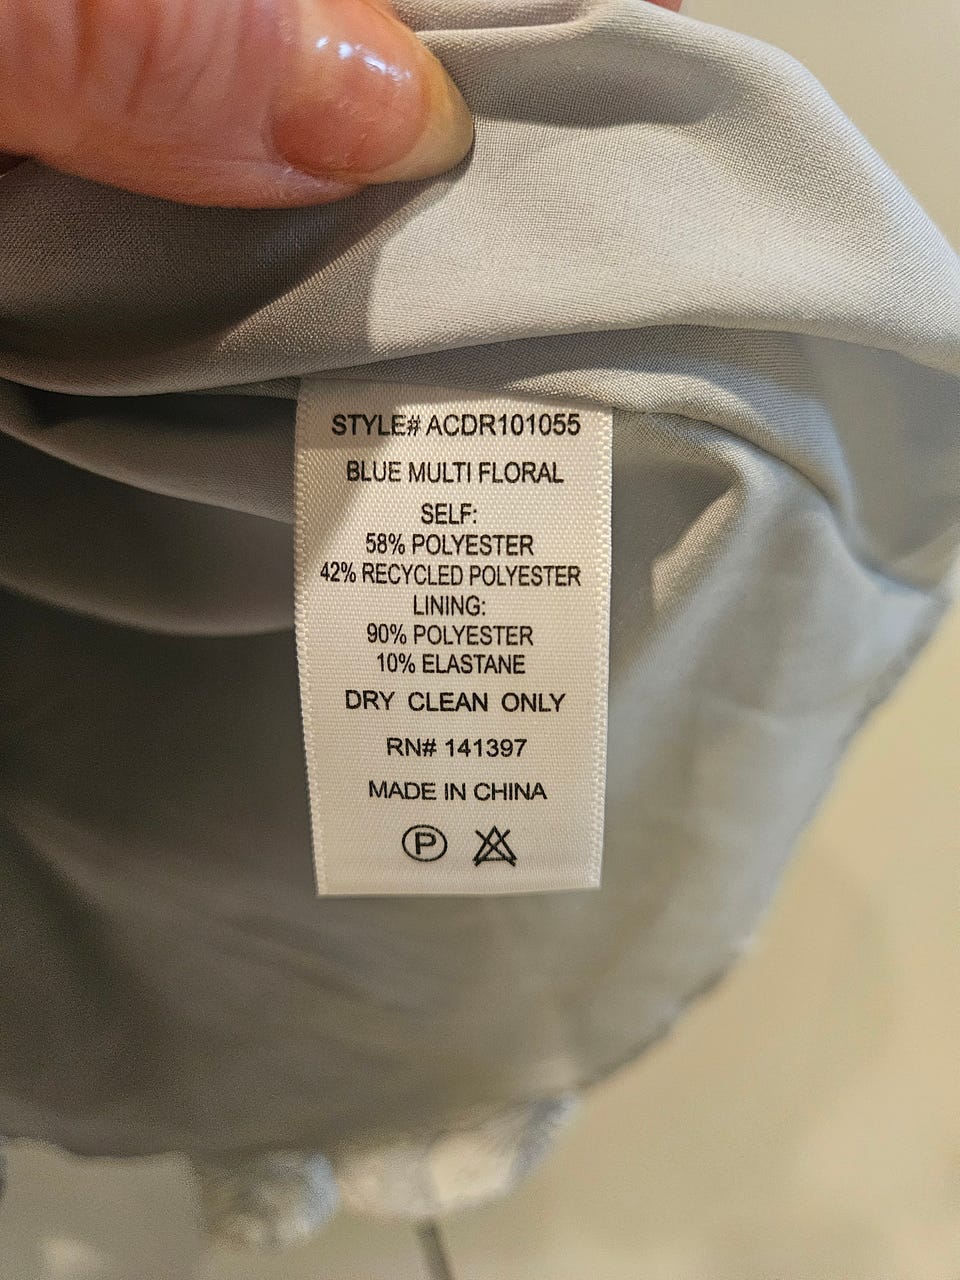 STYLE# ACDR101055
BLUE MULTI FLORAL
SELF:
58% POLYESTER
42% RECYCLED POLYESTER
LINING:
90% POLYESTER
10% ELASTANE
DRY CLEAN ONLY
RN# 141397
MADE IN CHINA
P